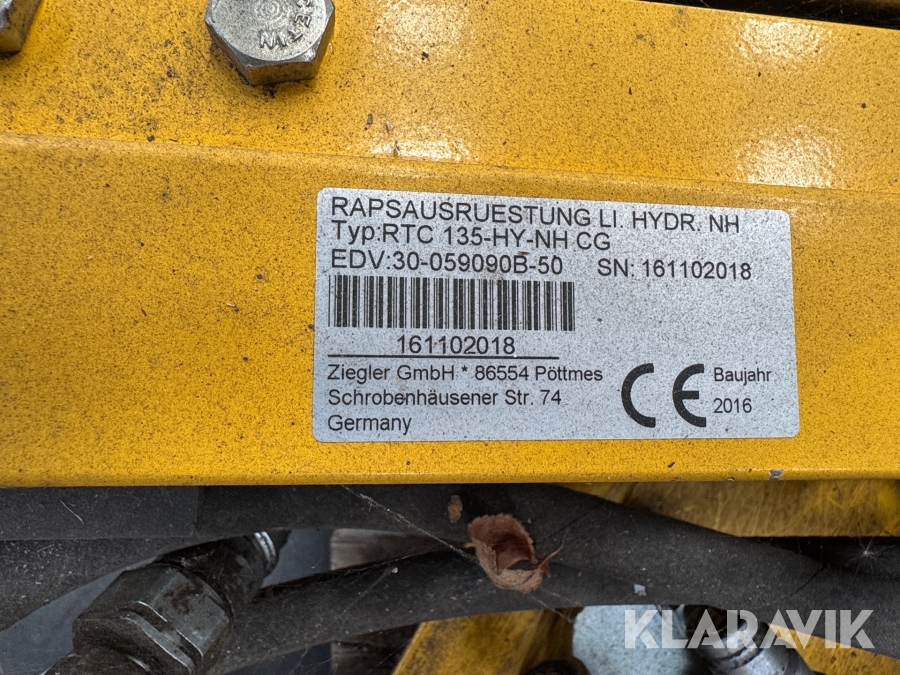 RAPSAUSRUESTUNG LI. HYDR. NH
Typ:RTC 135-HY-NH CG
EDV:30-059090B-50 SN: 161102018
161102018
Ziegler GmbH * 86554 Pöttmes
Schrobenhäusener Str. 74
Germany
CE
Baujahr
2016
KLARAVIK